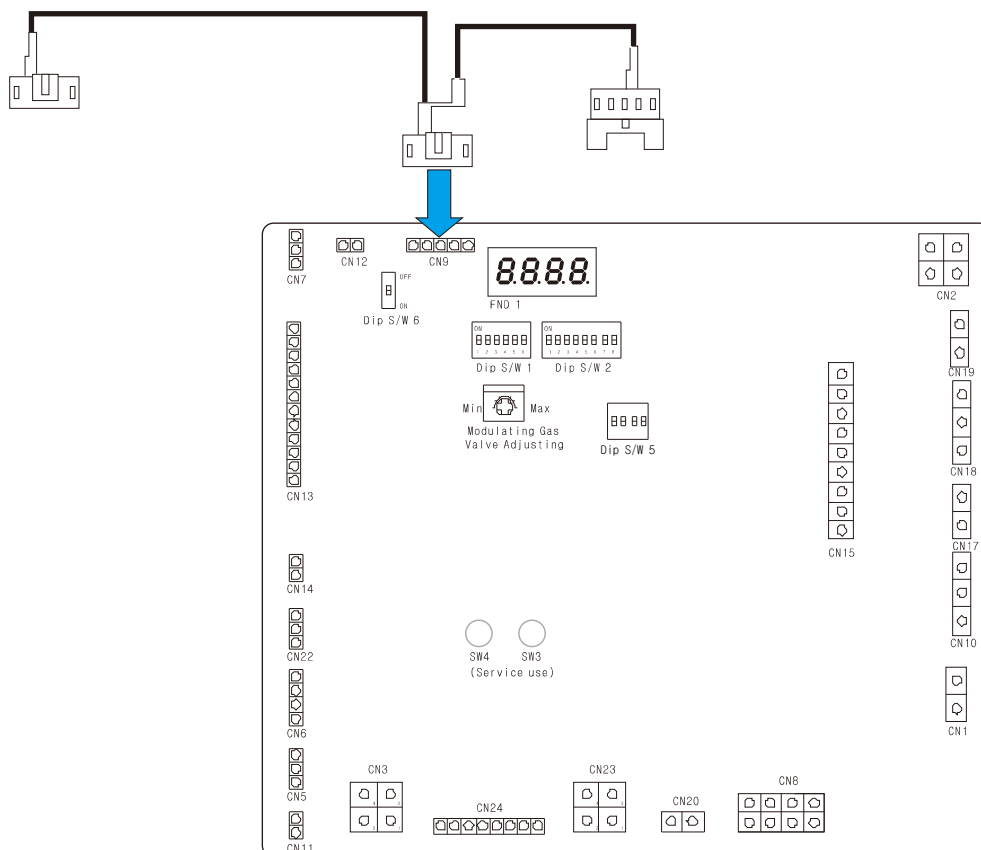 CN7
CN12
CN9
8.8.8.8
FND 1
OFF
ON
Dip S/W 6
ON
1 2 3 4 5 6
Dip S/W 1
ON
1 2 3 4 5 6 7 8
Dip S/W 2
Min
Max
Modulating Gas
Valve Adjusting
Dip S/W 5
CN2
CN19
CN18
CN17
CN10
CN1
CN15
CN13
CN14
CN22
CN6
CN5
CN11
SW4
SW3
(Service use)
CN3
CN24
CN23
CN20
CN8